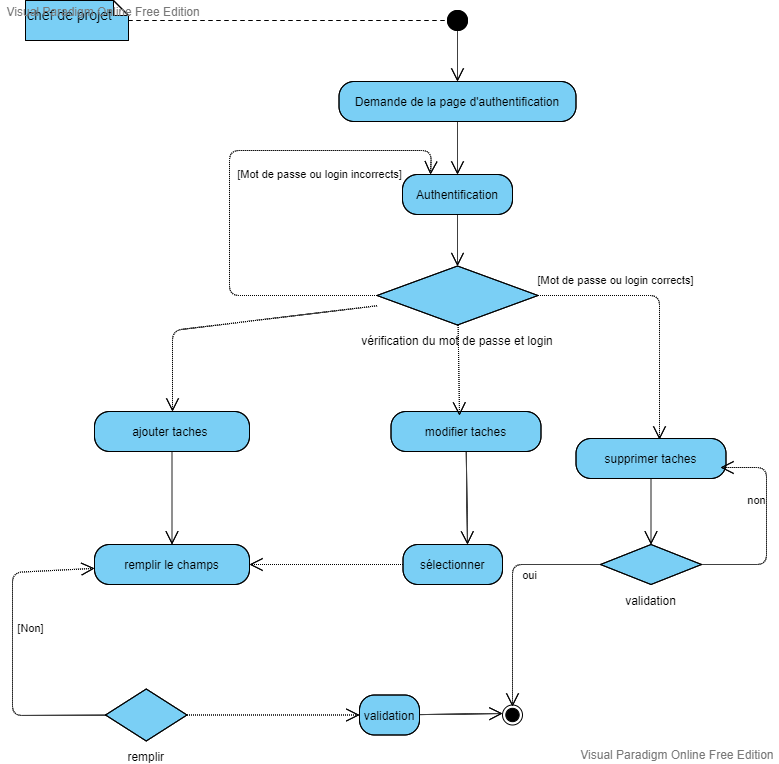 Visual Paradigm Online Free Edition
chef de projet
Demande de la page d'authentification
[Mot de passe ou login incorrects]
Authentification
[Mot de passe ou login corrects]
vérification du mot de passe et login
ajouter taches
modifier taches
supprimer taches
non
remplir le champs
sélectionner
oui
validation
[Non]
validation
remplir
Visual Paradigm Online Free Edition